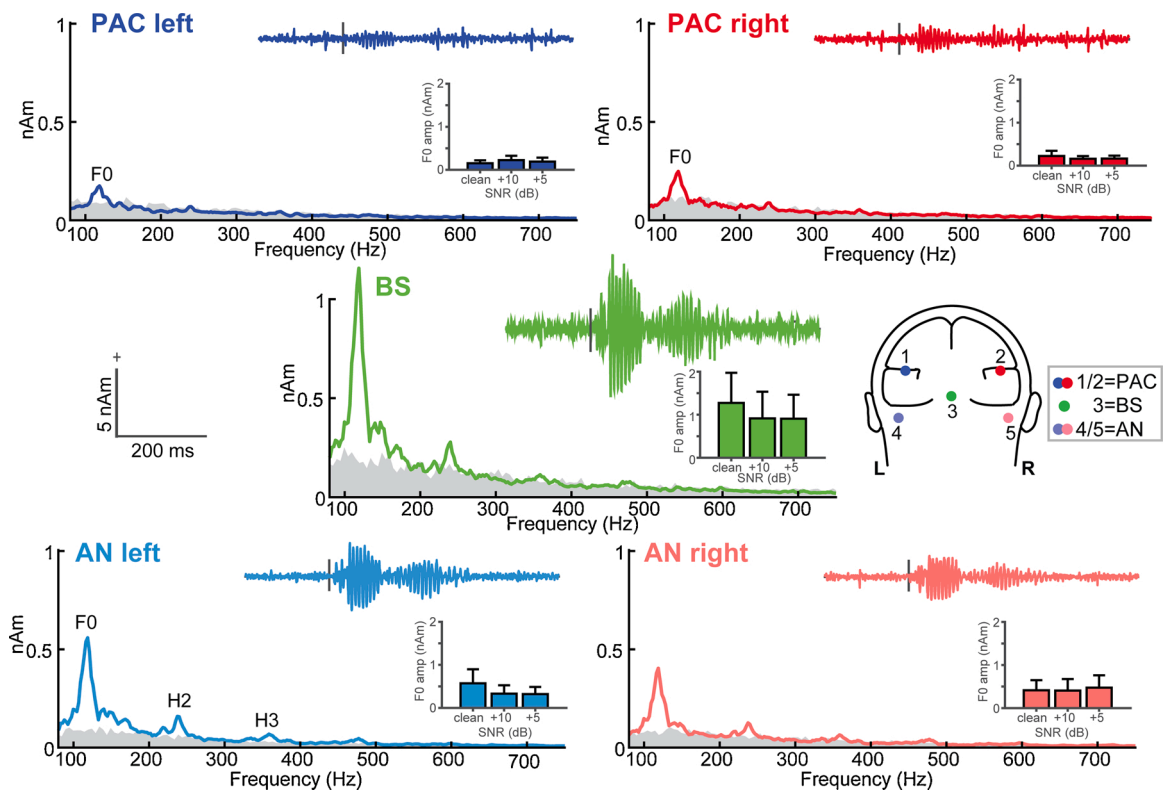 PAC left
1
0.5
0
nAm
F0
100 200 300 400 500 600 700
Frequency (Hz)
2
1
0
F0 amp (nAm)
clean +10 +5
SNR (dB)
PAC right
1
0.5
0
F0
100 200 300 400 500 600 700
Frequency (Hz)
2
1
0
F0 amp (nAm)
clean +10 +5
SNR (dB)
BS
1
0.5
0
nAm
100 200 300 400 500 600 700
Frequency (Hz)
2
1
0
F0 amp (nAm)
clean +10 +5
SNR (dB)
+
5 nAm
200 ms
1
2
3
4
5
L
R
1/2=PAC
3=BS
4/5=AN
AN left
1
0.5
0
nAm
F0
H2
H3
100 200 300 400 500 600 700
Frequency (Hz)
2
1
0
F0 amp (nAm)
clean +10 +5
SNR (dB)
AN right
1
0.5
0
100 200 300 400 500 600 700
Frequency (Hz)
2
1
0
F0 amp (nAm)
clean +10 +5
SNR (dB)